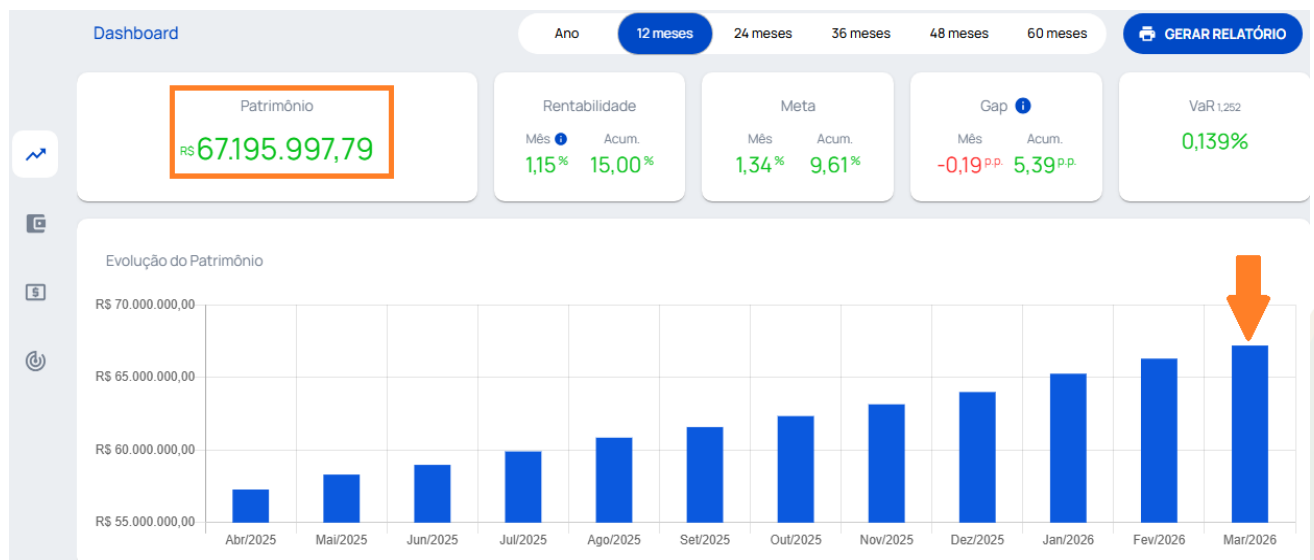 Dashboard
Ano 12 meses 24 meses 36 meses 48 meses 60 meses
GERAR RELATÓRIO
Patrimônio
R$ 67.195.997,79
Rentabilidade
Mês Acum.
1,15% 15,00%
Meta
Mês Acum.
1,34% 9,61%
Gap
Mês Acum.
-0,19 p.p. 5,39 p.p.
VaR 1,252
0,139%
Evolução do Patrimônio
R$ 70.000.000,00
R$ 65.000.000,00
R$ 60.000.000,00
R$ 55.000.000,00
Abr/2025 Mai/2025 Jun/2025 Jul/2025 Ago/2025 Set/2025 Out/2025 Nov/2025 Dez/2025 Jan/2026 Fev/2026 Mar/2026